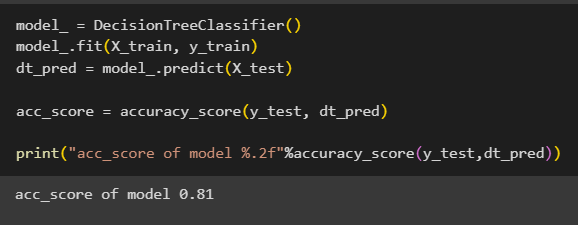 model_ = DecisionTreeClassifier()
model_.fit(X_train, y_train)
dt_pred = model_.predict(X_test)
acc_score = accuracy_score(y_test, dt_pred)
print("acc_score of model %.2f"%accuracy_score(y_test,dt_pred))
acc_score of model 0.81